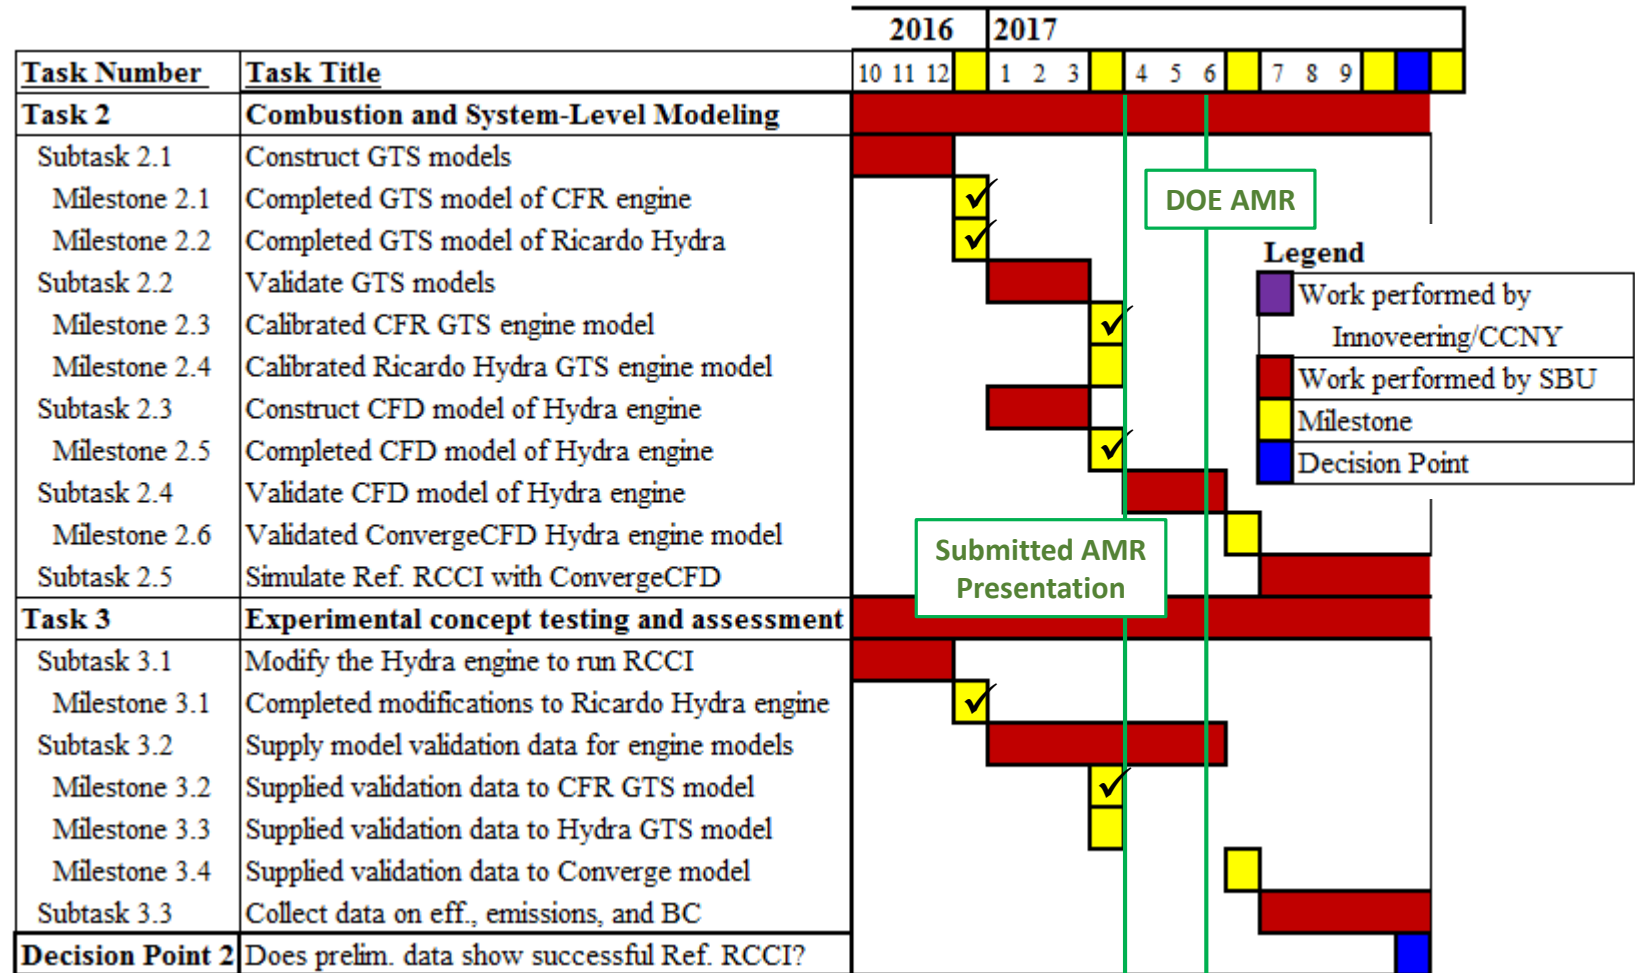 2016 2017
Task Number Task Title 10 11 12 1 2 3 4 5 6 7 8 9
Task 2 Combustion and System-Level Modeling
Subtask 2.1 Construct GTS models
Milestone 2.1 Completed GTS model of CFR engine
DOE AMR
Milestone 2.2 Completed GTS model of Ricardo Hydra
Legend
Subtask 2.2 Validate GTS models
Work performed by
Innoveering/CCNY
Milestone 2.3 Calibrated CFR GTS engine model
Milestone 2.4 Calibrated Ricardo Hydra GTS engine model
Work performed by SBU
Subtask 2.3 Construct CFD model of Hydra engine
Milestone
Milestone 2.5 Completed CFD model of Hydra engine
Decision Point
Subtask 2.4 Validate CFD model of Hydra engine
Milestone 2.6 Validated ConvergeCFD Hydra engine model
Submitted AMR
Presentation
Subtask 2.5 Simulate Ref. RCCI with ConvergeCFD
Task 3 Experimental concept testing and assessment
Subtask 3.1 Modify the Hydra engine to run RCCI
Milestone 3.1 Completed modifications to Ricardo Hydra engine
Subtask 3.2 Supply model validation data for engine models
Milestone 3.2 Supplied validation data to CFR GTS model
Milestone 3.3 Supplied validation data to Hydra GTS model
Milestone 3.4 Supplied validation data to Converge model
Subtask 3.3 Collect data on eff., emissions, and BC
Decision Point 2 Does prelim. data show successful Ref. RCCI?